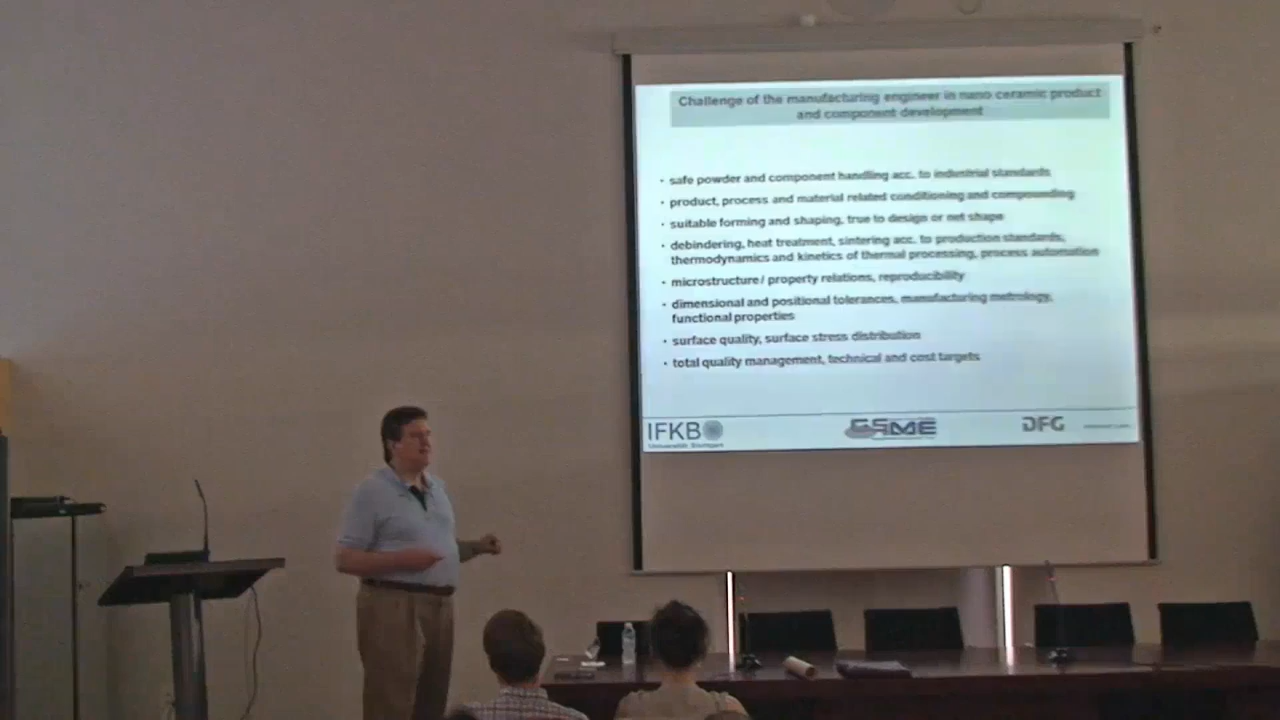 Challenge of the manufacturing engineer in nano ceramic product
and component development
• safe powder and component handling acc. to industrial standards
• product, process and material related conditioning and compounding
• suitable forming and shaping, true to design or net shape
• debindering, heat treatment, sintering acc. to production standards,
thermodynamics and kinetics of thermal processing, process automation
• microstructure / property relations, reproducibility
• dimensional and positional tolerances, manufacturing metrology,
functional properties
• surface quality, surface stress distribution
• total quality management, technical and cost targets
IFKB
Universität Stuttgart
GSME
DFG